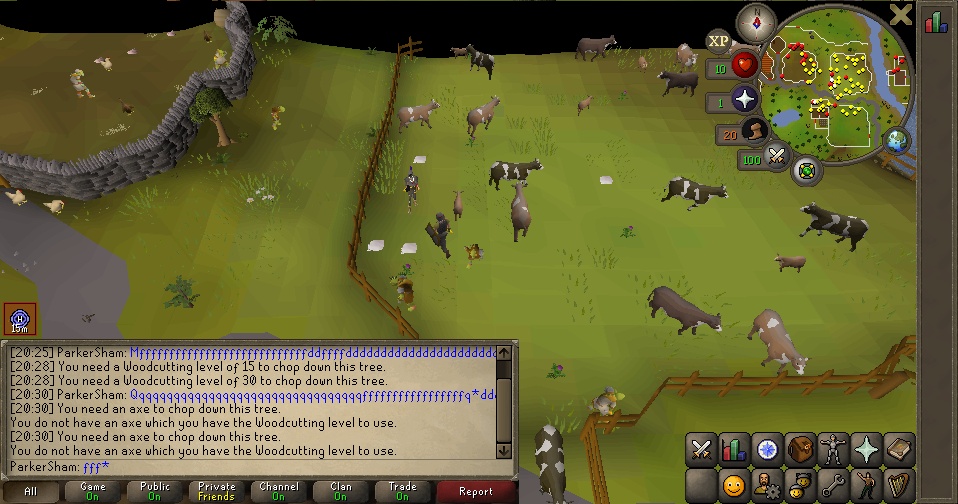 XP
10
1
20
100
15m
[20:25] ParkerSham: Mffffffffffffffffffffffffffffddffffddddddddddddddddddddddddd
[20:28] You need a Woodcutting level of 15 to chop down this tree.
[20:28] You need a Woodcutting level of 30 to chop down this tree.
[20:30] ParkerSham: Qqqqqqqqqqqqqqqqqqqqqqqqqqqqqqqqqffffffffffffffffffq*ddd
[20:30] You need an axe to chop down this tree.
You do not have an axe which you have the Woodcutting level to use.
[20:30] You need an axe to chop down this tree.
You do not have an axe which you have the Woodcutting level to use.
ParkerSham: fff*
All
Game On
Public On
Private Friends
Channel On
Clan On
Trade On
Report